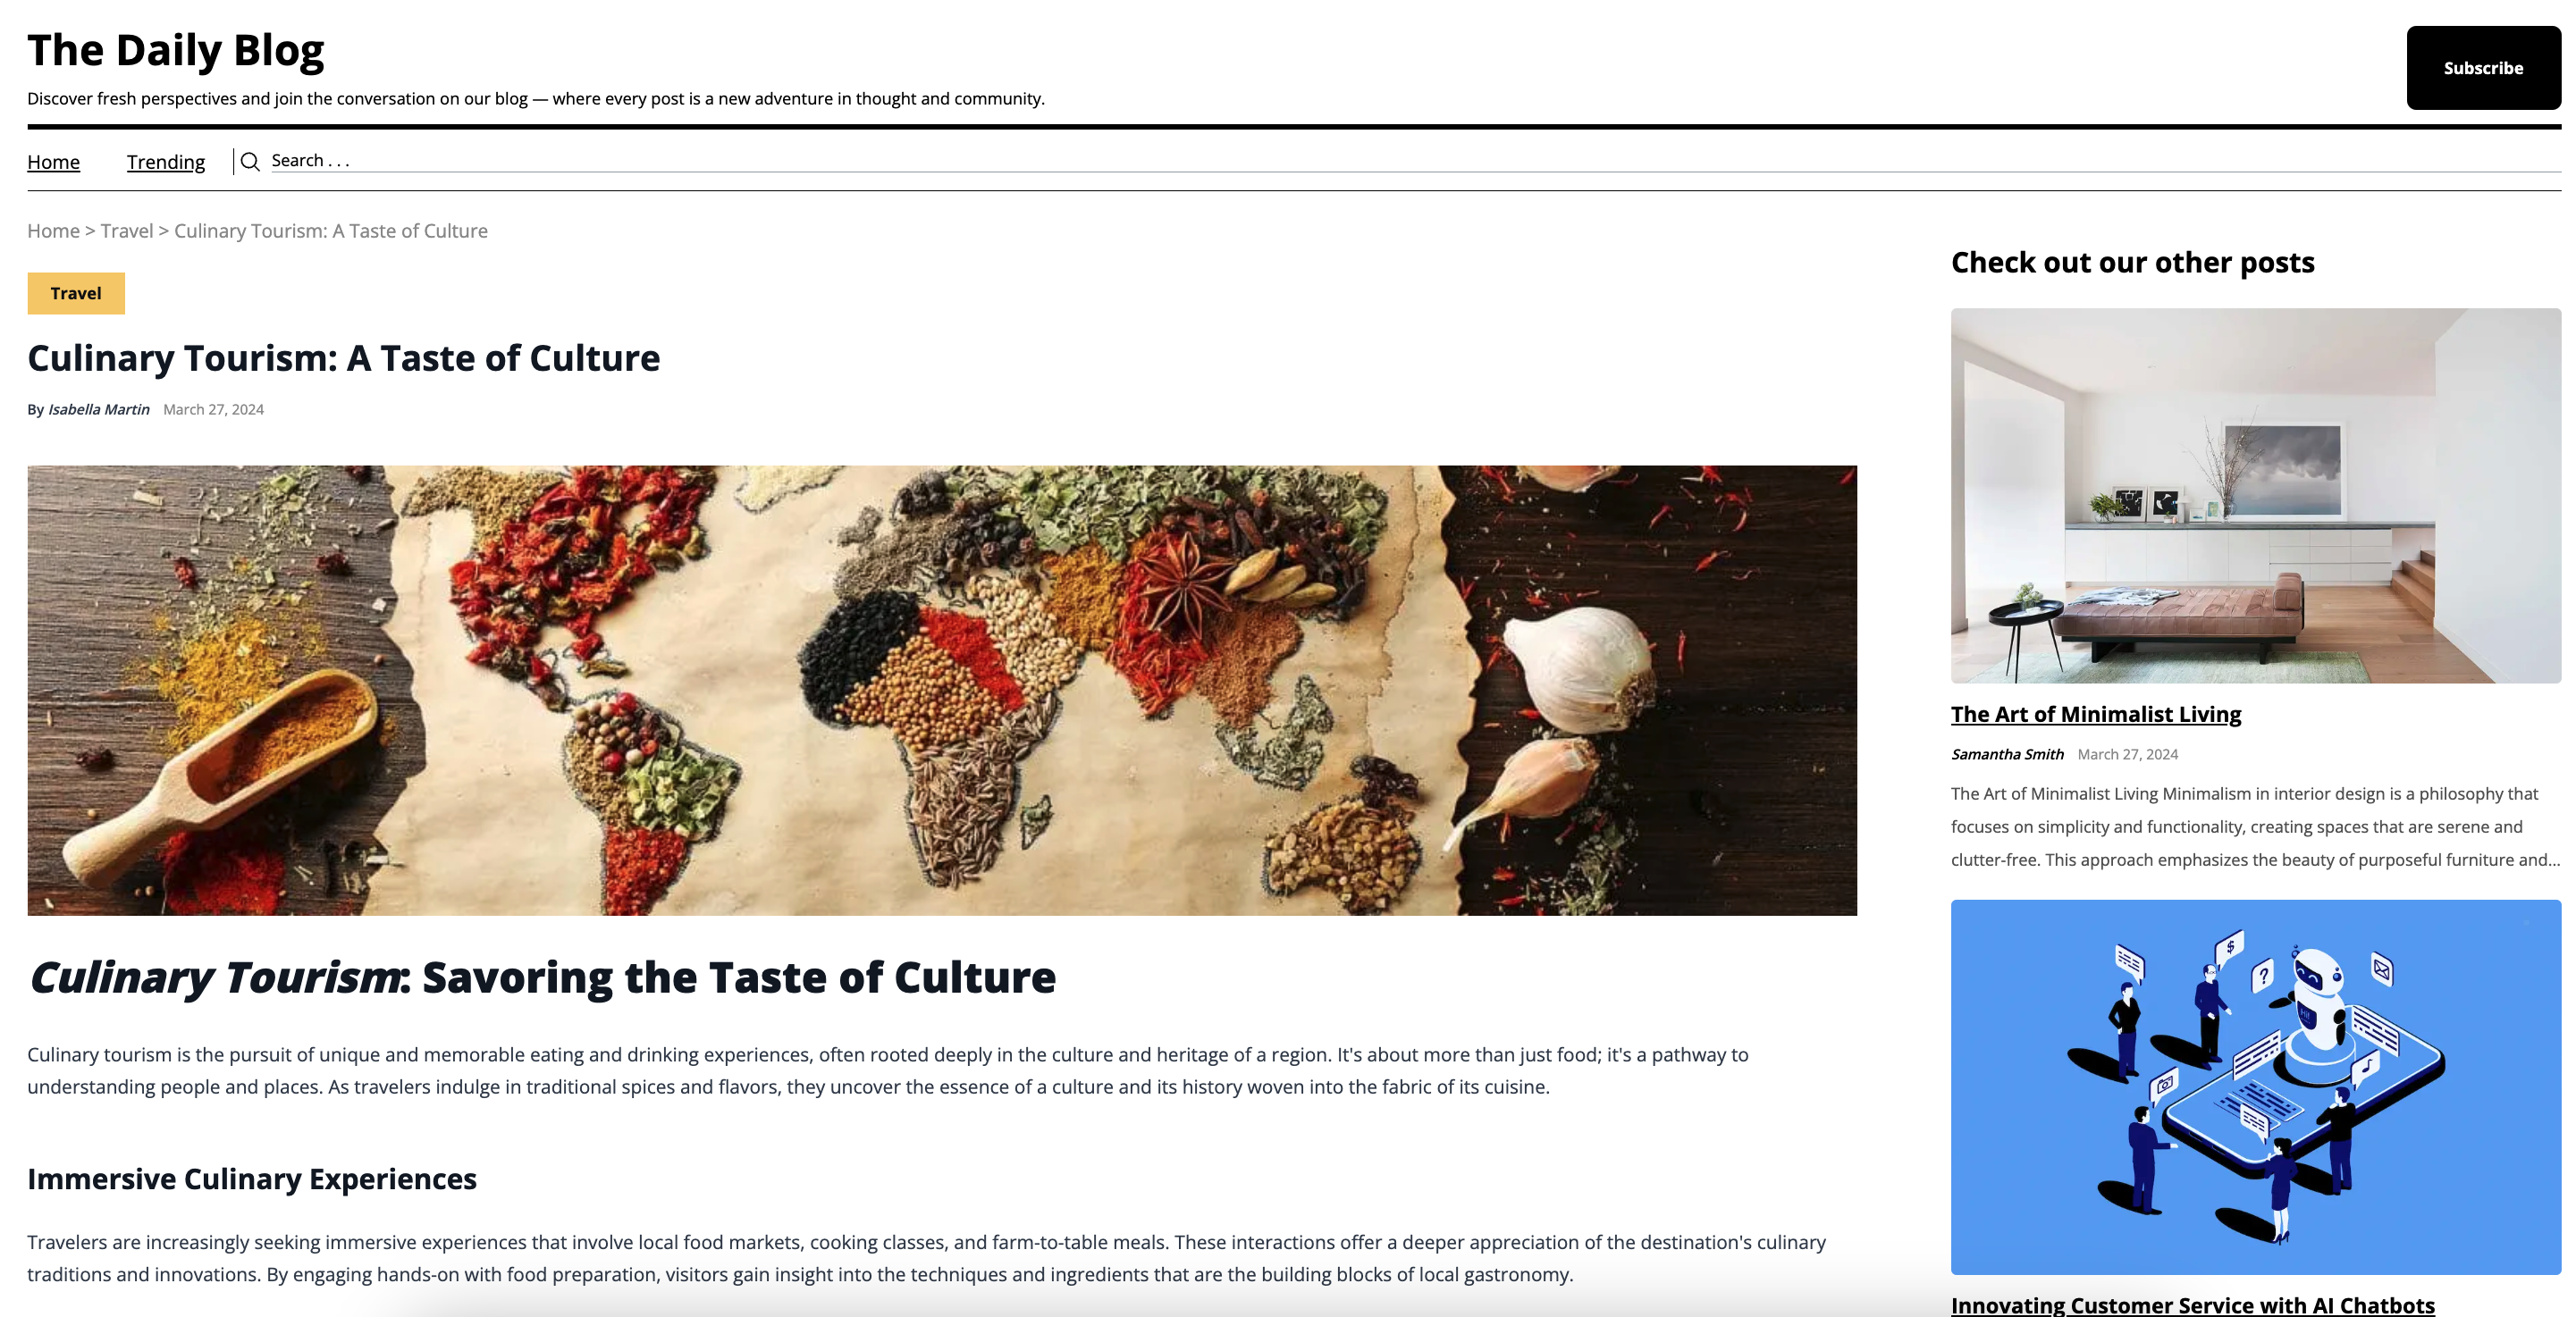 The Daily Blog
Discover fresh perspectives and join the conversation on our blog — where every post is a new adventure in thought and community.
Subscribe
Home
Trending
Search . . .
Home > Travel > Culinary Tourism: A Taste of Culture
Travel
Culinary Tourism: A Taste of Culture
By Isabella Martin March 27, 2024
Culinary Tourism: Savoring the Taste of Culture
Culinary tourism is the pursuit of unique and memorable eating and drinking experiences, often rooted deeply in the culture and heritage of a region. It's about more than just food; it's a pathway to
understanding people and places. As travelers indulge in traditional spices and flavors, they uncover the essence of a culture and its history woven into the fabric of its cuisine.
Immersive Culinary Experiences
Travelers are increasingly seeking immersive experiences that involve local food markets, cooking classes, and farm-to-table meals. These interactions offer a deeper appreciation of the destination's culinary
traditions and innovations. By engaging hands-on with food preparation, visitors gain insight into the techniques and ingredients that are the building blocks of local gastronomy.
Check out our other posts
The Art of Minimalist Living
Samantha Smith March 27, 2024
The Art of Minimalist Living Minimalism in interior design is a philosophy that
focuses on simplicity and functionality, creating spaces that are serene and
clutter-free. This approach emphasizes the beauty of purposeful furniture and...
$
?
Hi!
Innovating Customer Service with AI Chatbots